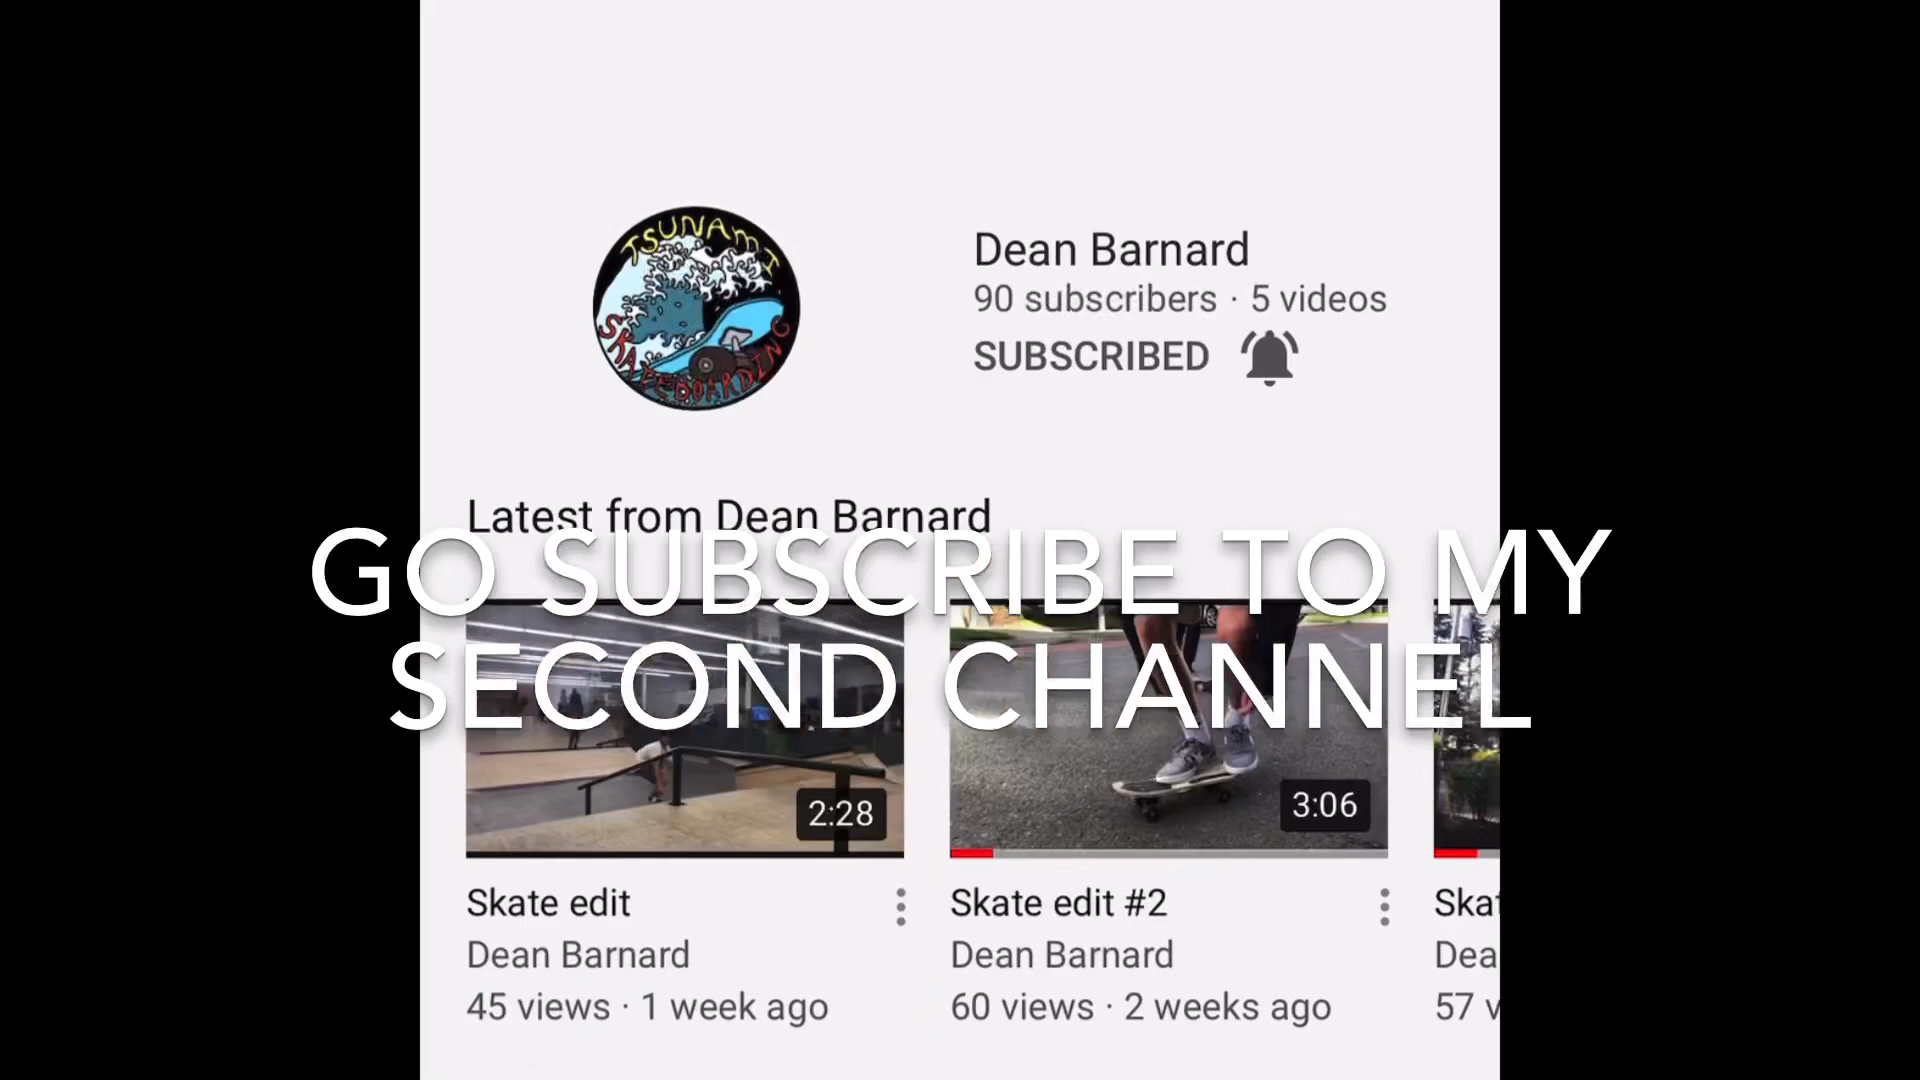 TSUNAMI
SKATEBOARDING
Dean Barnard
90 subscribers · 5 videos
SUBSCRIBED
Latest from Dean Barnard
GO SUBSCRIBE TO MY
SECOND CHANNEL
2:28
3:06
Skate edit
Dean Barnard
45 views · 1 week ago
Skate edit #2
Dean Barnard
60 views · 2 weeks ago
57